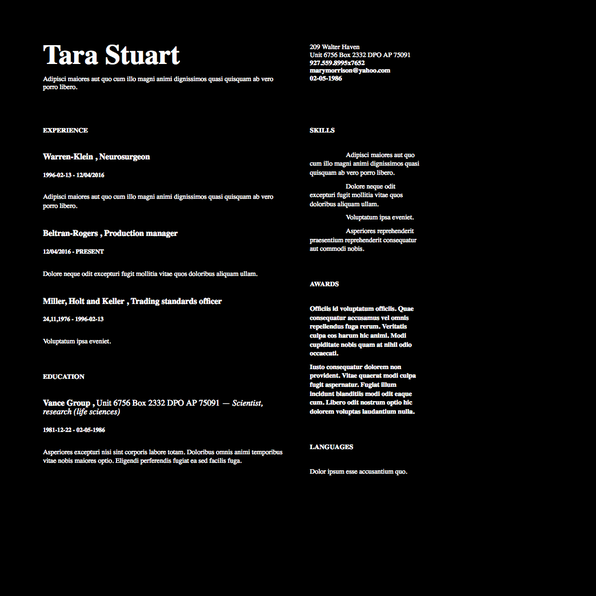 Tara Stuart
Adipisci maiores aut quo cum illo magni animi dignissimos quasi quisquam ab vero
porro libero.
209 Walter Haven
Unit 6756 Box 2332 DPO AP 75091
927.559.8995x7652
marymorrison@yahoo.com
02-05-1986
EXPERIENCE
Warren-Klein , Neurosurgeon
1996-02-13 - 12/04/2016
Adipisci maiores aut quo cum illo magni animi dignissimos quasi quisquam ab vero
porro libero.
Beltran-Rogers , Production manager
12/04/2016 - PRESENT
Dolore neque odit excepturi fugit mollitia vitae quos doloribus aliquam ullam.
Miller, Holt and Keller , Trading standards officer
24,11,1976 - 1996-02-13
Voluptatum ipsa eveniet.
EDUCATION
Vance Group , Unit 6756 Box 2332 DPO AP 75091 — Scientist,
research (life sciences)
1981-12-22 - 02-05-1986
Asperiores excepturi nisi sint corporis labore totam. Doloribus omnis animi temporibus
vitae nobis maiores optio. Eligendi perferendis fugiat ea sed facilis fuga.
SKILLS
Adipisci maiores aut quo
cum illo magni animi dignissimos quasi
quisquam ab vero porro libero.
Dolore neque odit
excepturi fugit mollitia vitae quos
doloribus aliquam ullam.
Voluptatum ipsa eveniet.
Asperiores reprehenderit
praesentium reprehenderit consequatur
aut commodi nobis.
AWARDS
Officiis id voluptatum officiis. Quae
consequatur accusamus vel omnis
repellendus fuga rerum. Veritatis
culpa eos harum hic animi. Modi
cupiditate nobis quam at nihil odio
occaecati.
Iusto consequatur dolorem non
provident. Vitae quaerat modi culpa
fugit aspernatur. Fugiat illum
incidunt blanditiis modi odit eaque
cum. Libero odit nostrum optio hic
dolorem voluptas laudantium nulla.
LANGUAGES
Dolor ipsum esse accusantium quo.